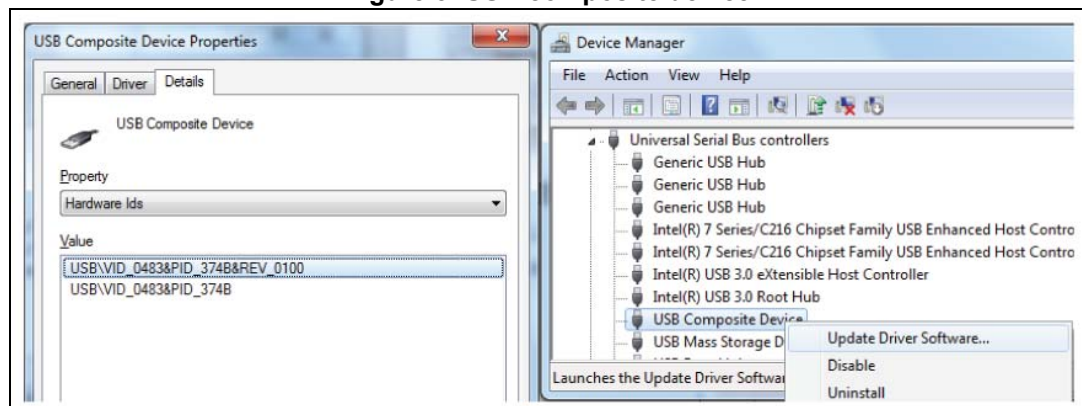 USB Composite Device Properties
General Driver Details
USB Composite Device
Property
Hardware Ids
Value
USB\VID_0483&PID_374B&REV_0100
USB\VID_0483&PID_374B
Device Manager
File Action View Help
Universal Serial Bus controllers
Generic USB Hub
Generic USB Hub
Generic USB Hub
Intel(R) 7 Series/C216 Chipset Family USB Enhanced Host Contro
Intel(R) 7 Series/C216 Chipset Family USB Enhanced Host Contro
Intel(R) USB 3.0 eXtensible Host Controller
Intel(R) USB 3.0 Root Hub
USB Composite Device
USB Mass Storage D
Launches the Update Driver Softwar
Update Driver Software...
Disable
Uninstall